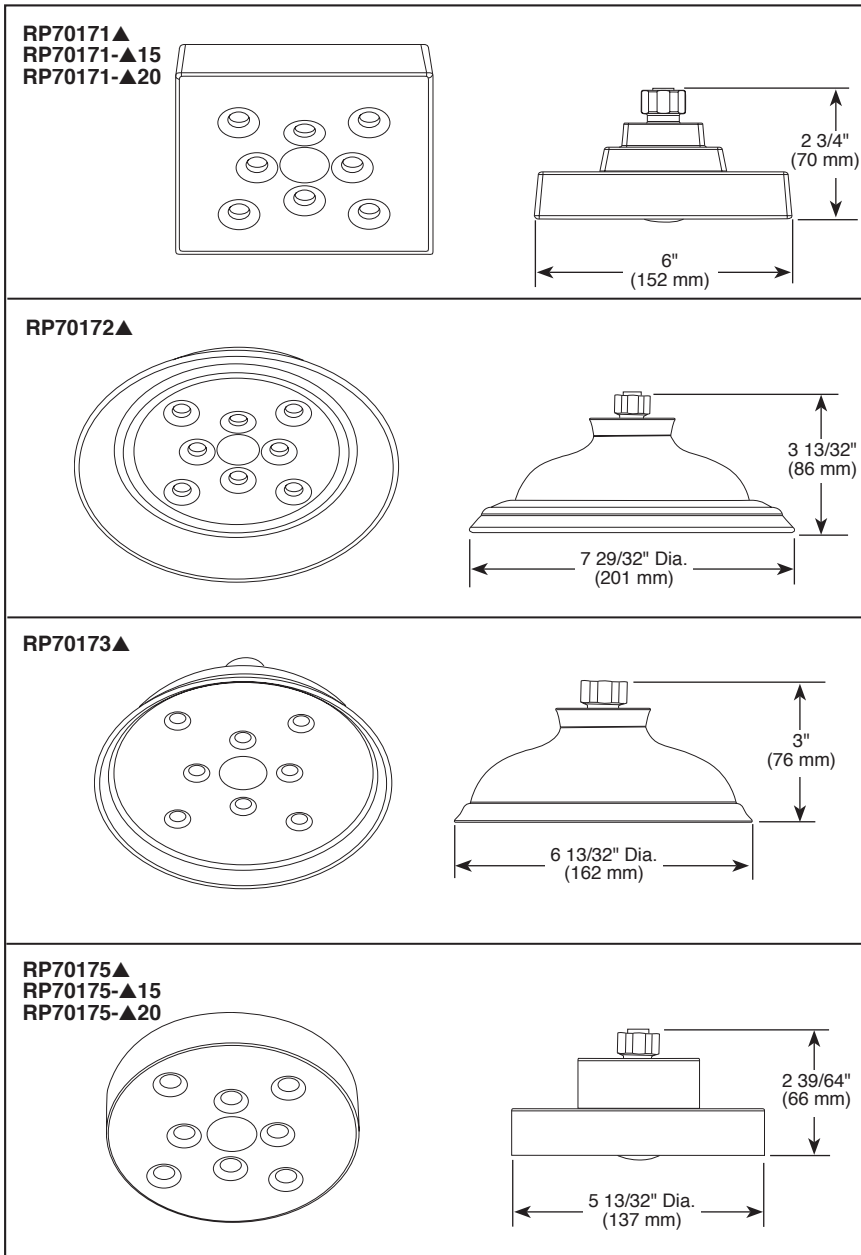 RP70171▲
RP70171-▲15
RP70171-▲20
2 3/4"
(70 mm)
6"
(152 mm)
RP70172▲
3 13/32"
(86 mm)
7 29/32" Dia.
(201 mm)
RP70173▲
3"
(76 mm)
6 13/32" Dia.
(162 mm)
RP70175▲
RP70175-▲15
RP70175-▲20
2 39/64"
(66 mm)
5 13/32" Dia.
(137 mm)